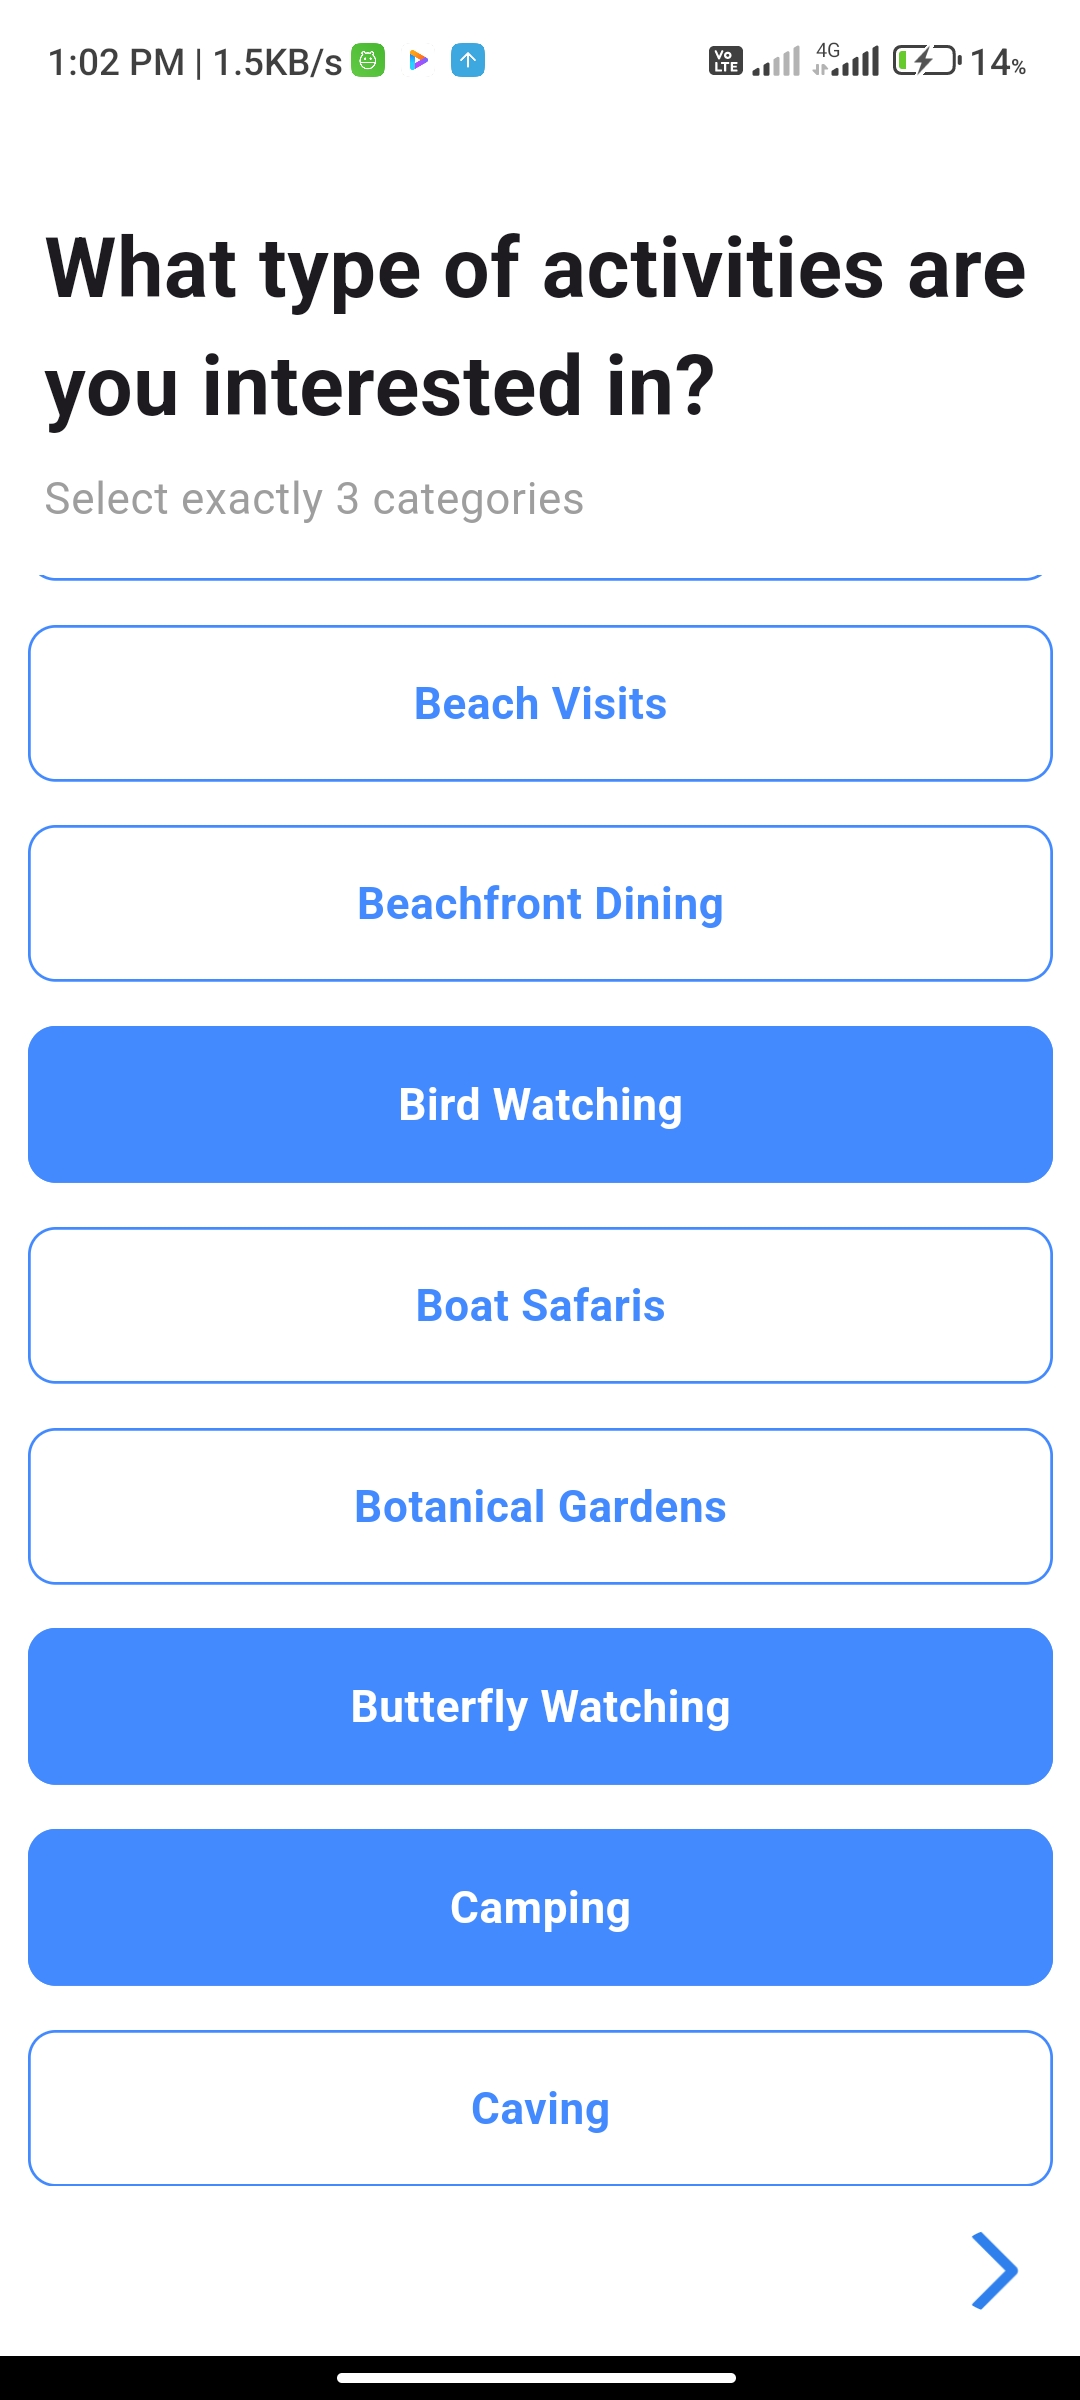 1:02 PM | 1.5KB/s Vo LTE 4G 14%
What type of activities are
you interested in?
Select exactly 3 categories
Beach Visits
Beachfront Dining
Bird Watching
Boat Safaris
Botanical Gardens
Butterfly Watching
Camping
Caving